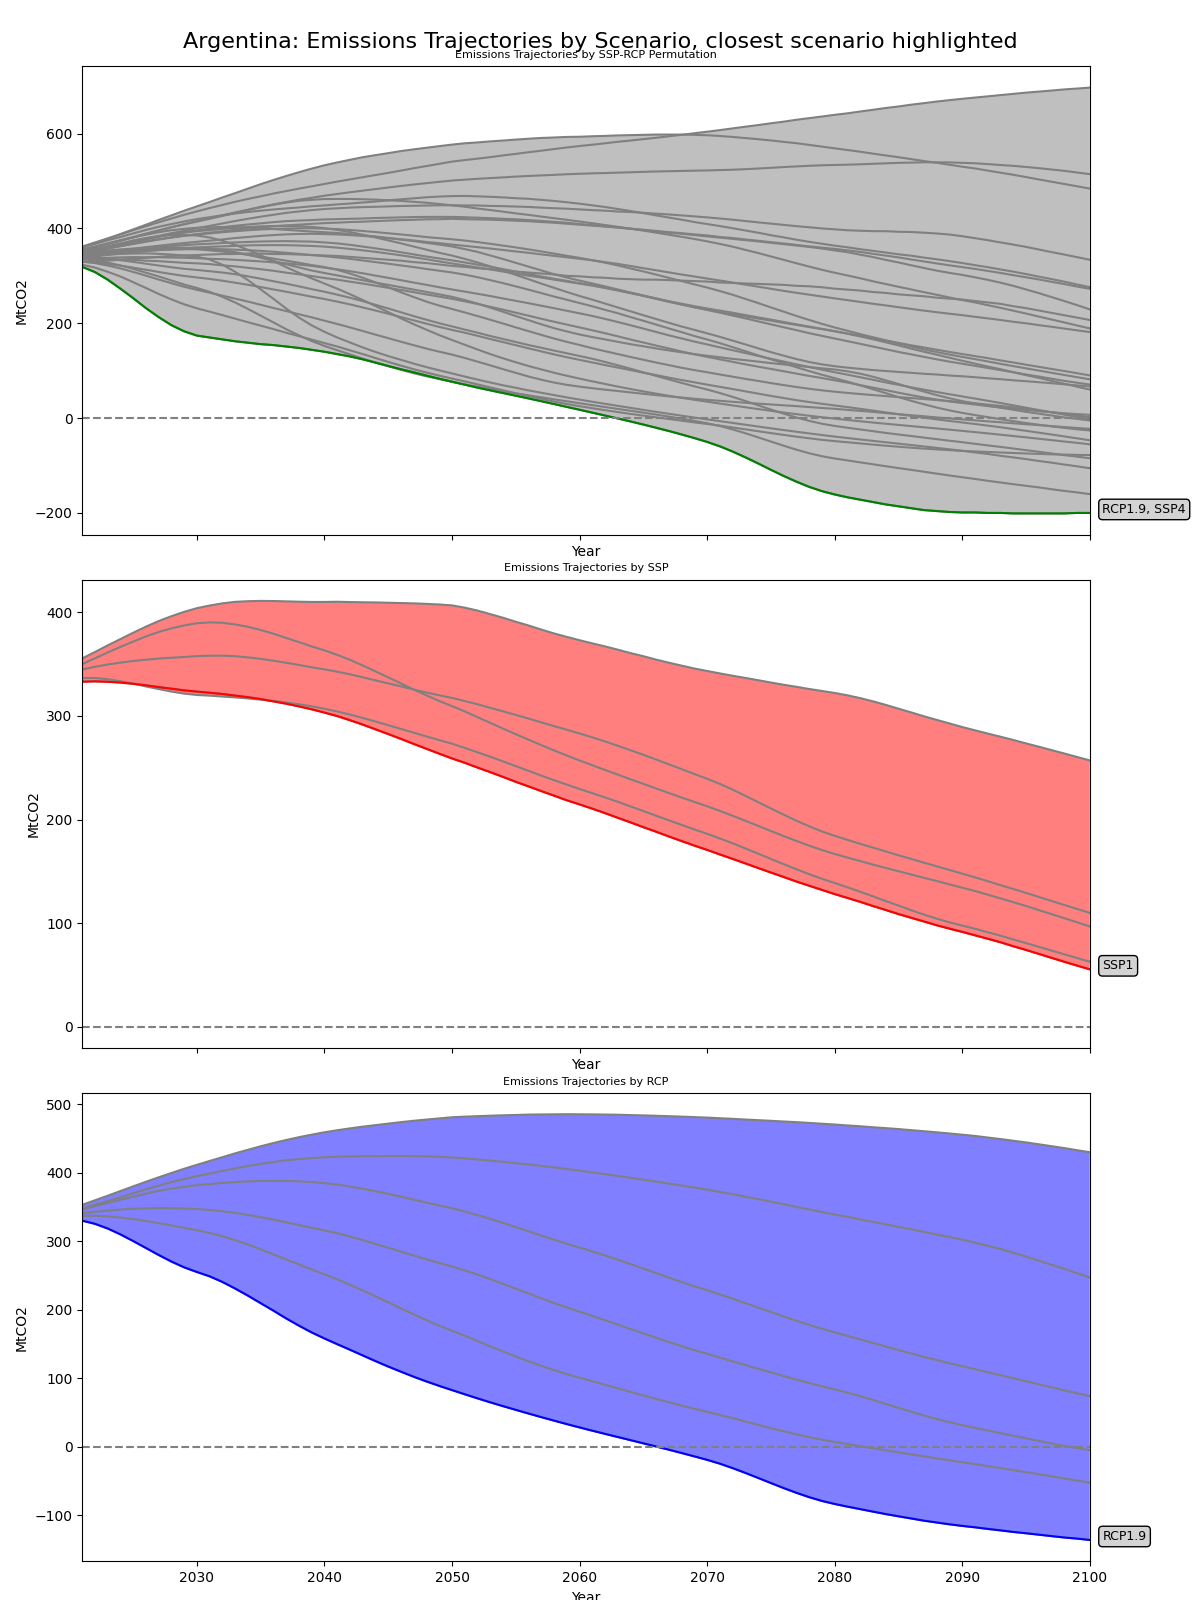 Argentina: Emissions Trajectories by Scenario, closest scenario highlighted
Emissions Trajectories by SSP-RCP Permutation
600
400
200
0
−200
MtCO2
RCP1.9, SSP4
Year
Emissions Trajectories by SSP
400
300
200
100
0
MtCO2
SSP1
Year
Emissions Trajectories by RCP
500
400
300
200
100
0
−100
MtCO2
RCP1.9
2030 2040 2050 2060 2070 2080 2090 2100
Year